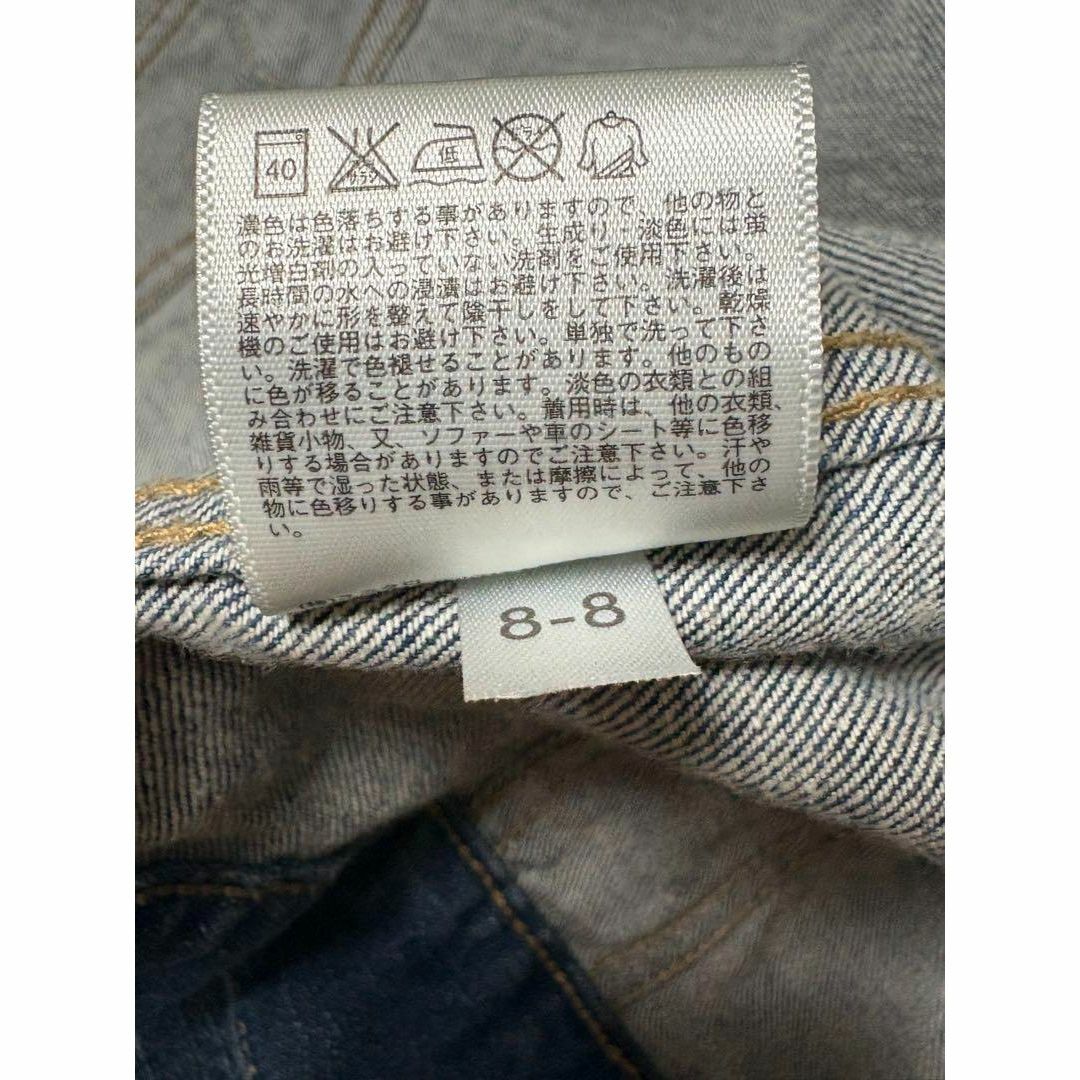 40 サラシ 低 ドライ
濃色は色落ちする事がありますので、他の物と
のお洗濯はお避け下さい。生成り・淡色には蛍
光増白剤の入っていない洗剤をご使用下さい。
長時間の水への浸漬はお避け下さい。洗濯後は
速やかに形を整えて陰干しして下さい。乾燥
機のご使用はお避け下さい。単独で洗って下さ
い。洗濯で色褪せることがあります。他のもの
に色が移ることがあります。淡色の衣類との組
み合わせにご注意下さい。着用時は、他の衣類、
雑貨小物、又、ソファーや車のシート等に色移
りする場合がありますのでご注意下さい。汗や
雨等で湿った状態、または摩擦によって、他の
物に色移りする事がありますので、ご注意下さ
い。
8-8